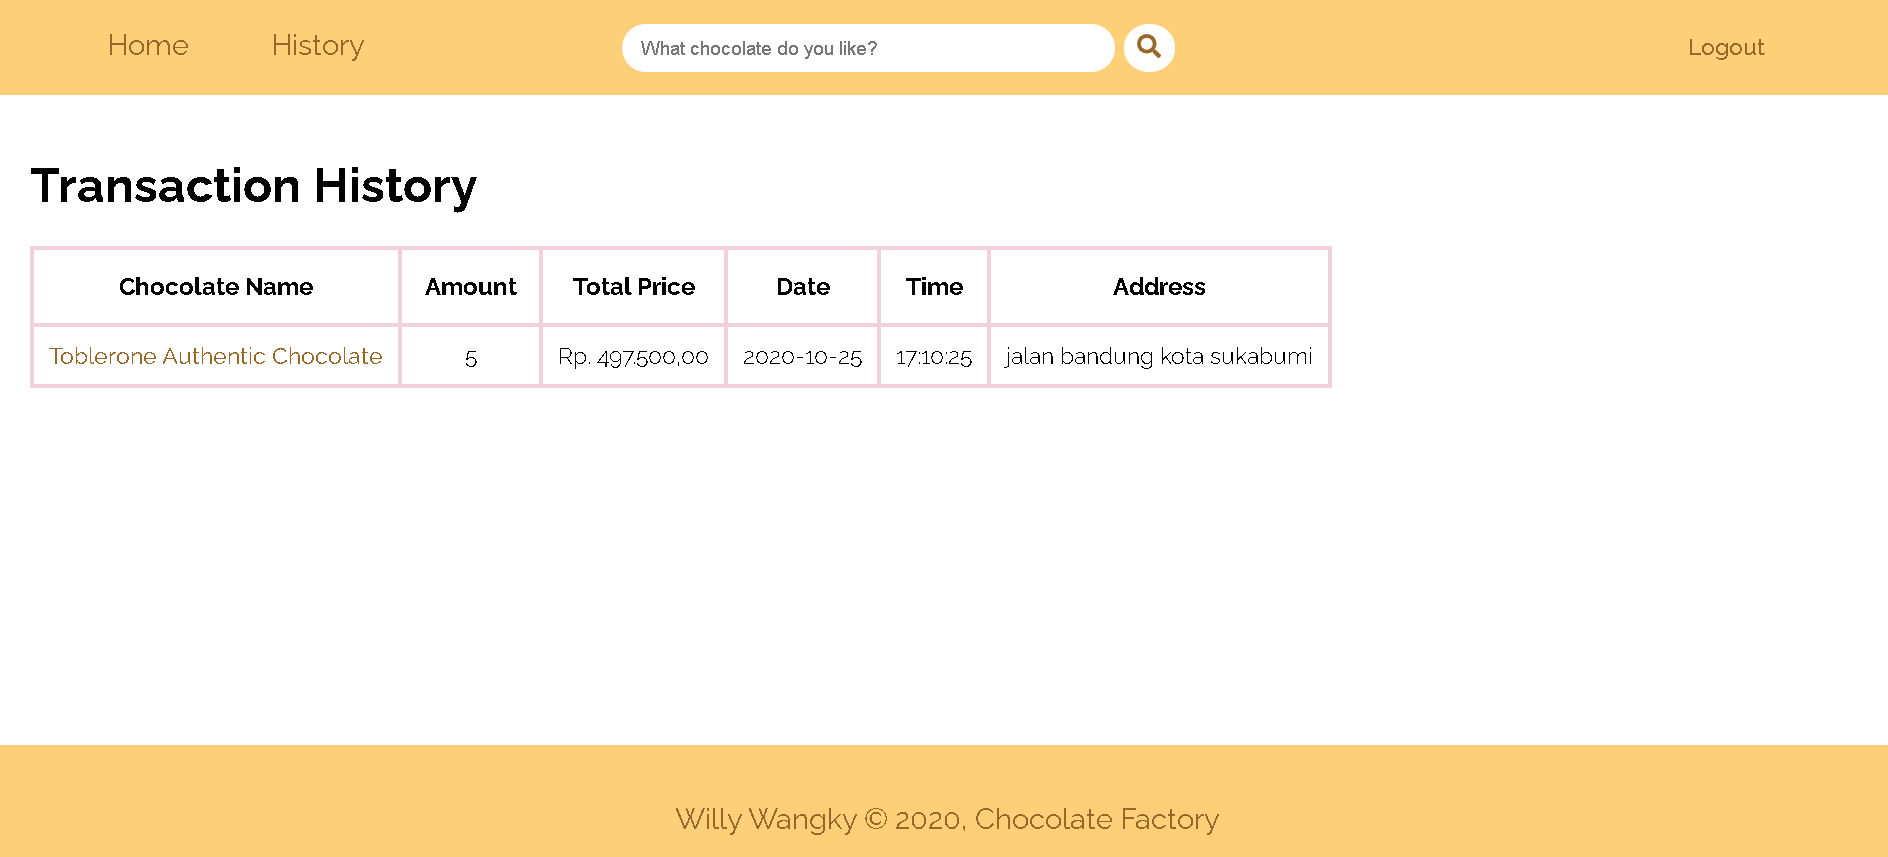 Home History What chocolate do you like? Logout
Transaction History
Chocolate Name Amount Total Price Date Time Address
Toblerone Authentic Chocolate 5 Rp. 497.500,00 2020-10-25 17:10:25 jalan bandung kota sukabumi
Willy Wangky © 2020, Chocolate Factory